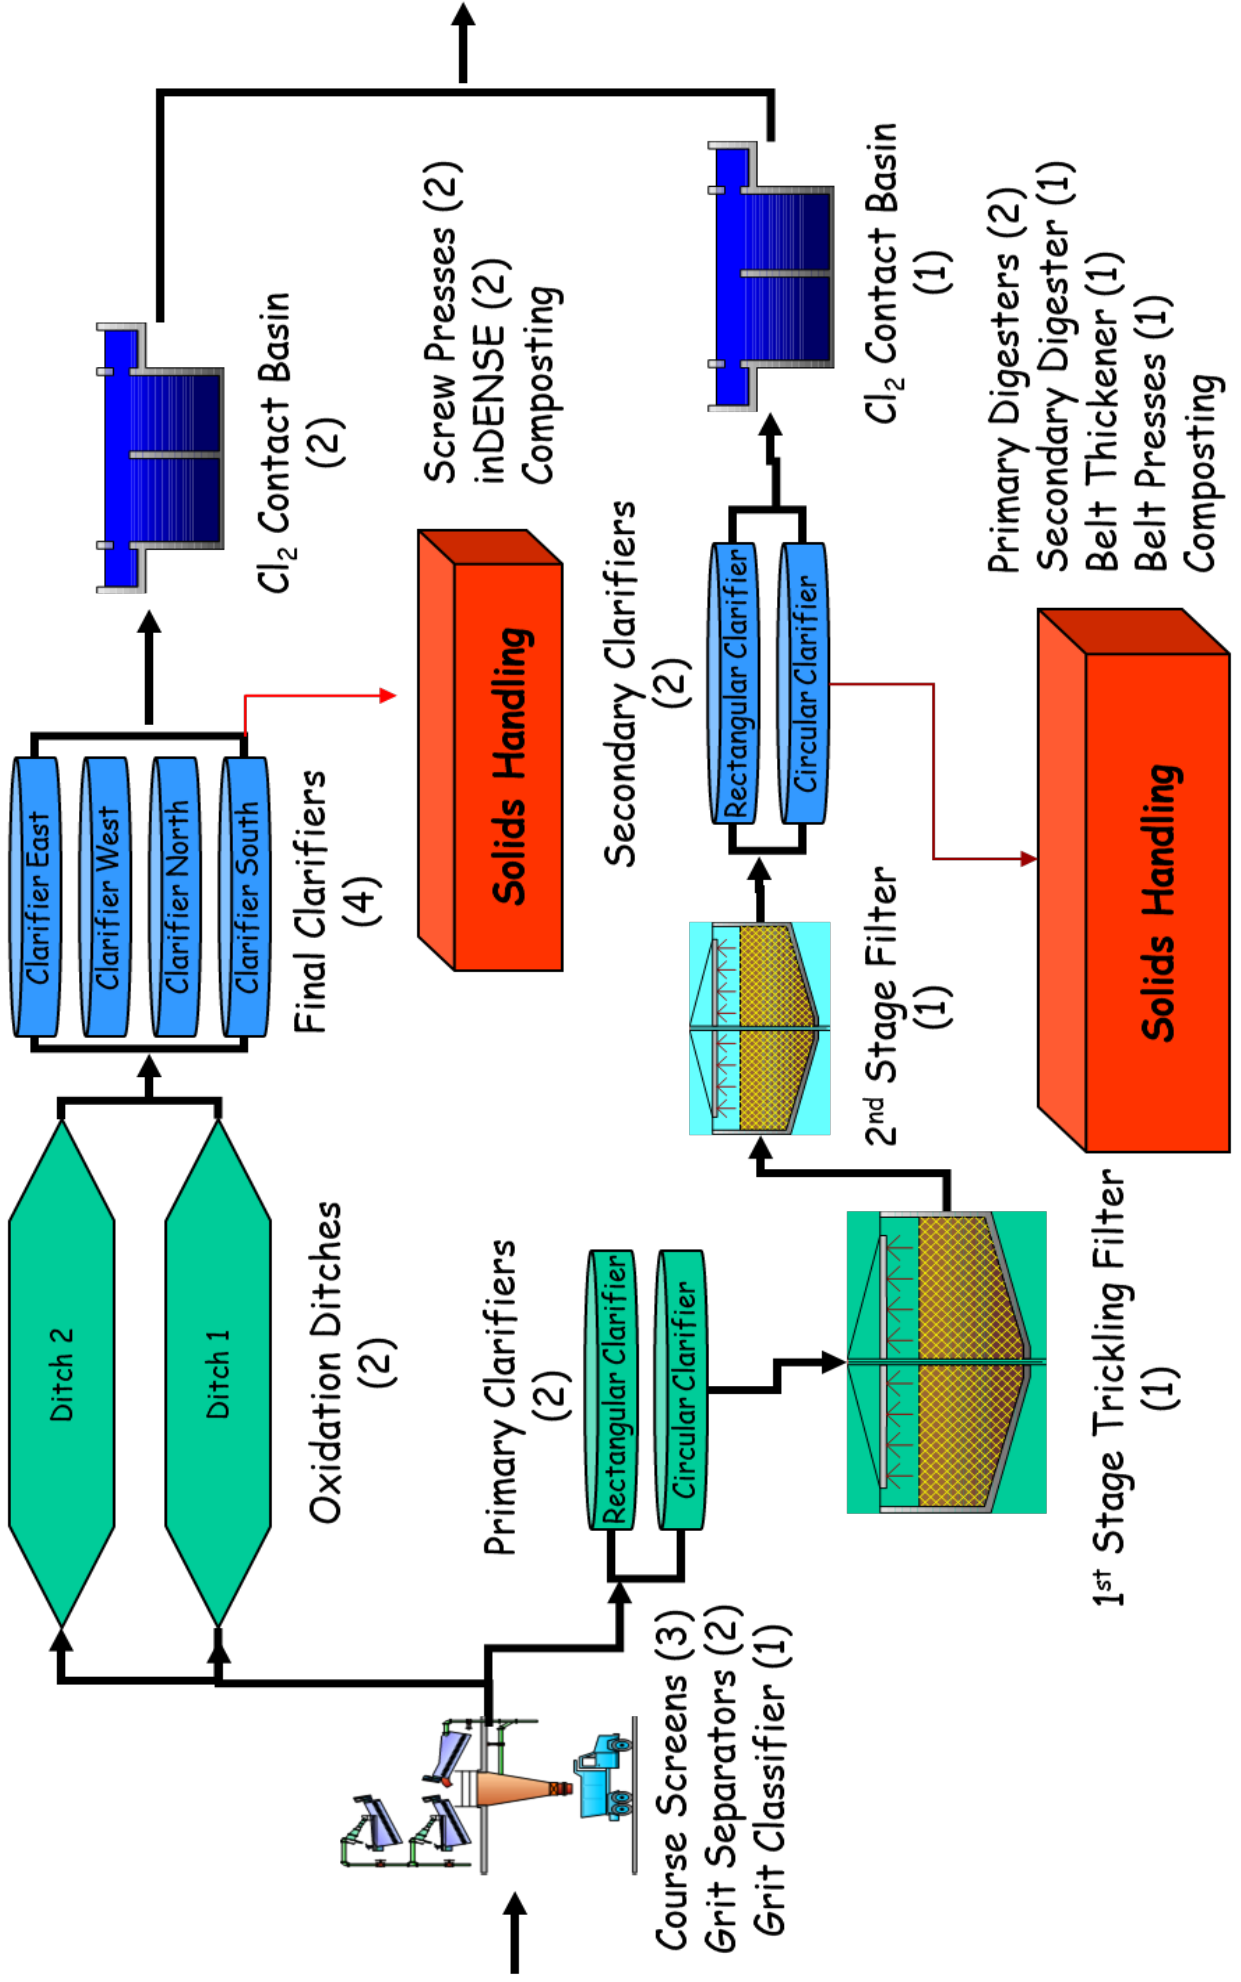 Ditch 2
Ditch 1
Oxidation Ditches
(2)
Clarifier East
Clarifier West
Clarifier North
Clarifier South
Final Clarifiers
(4)
Cl₂ Contact Basin
(2)
Solids Handling
Screw Presses (2)
inDENSE (2)
Composting
Course Screens (3)
Grit Separators (2)
Grit Classifier (1)
Primary Clarifiers
(2)
Rectangular Clarifier
Circular Clarifier
1st Stage Trickling Filter
(1)
2nd Stage Filter
(1)
Secondary Clarifiers
(2)
Rectangular Clarifier
Circular Clarifier
Cl₂ Contact Basin
(1)
Solids Handling
Primary Digesters (2)
Secondary Digester (1)
Belt Thickener (1)
Belt Presses (1)
Composting